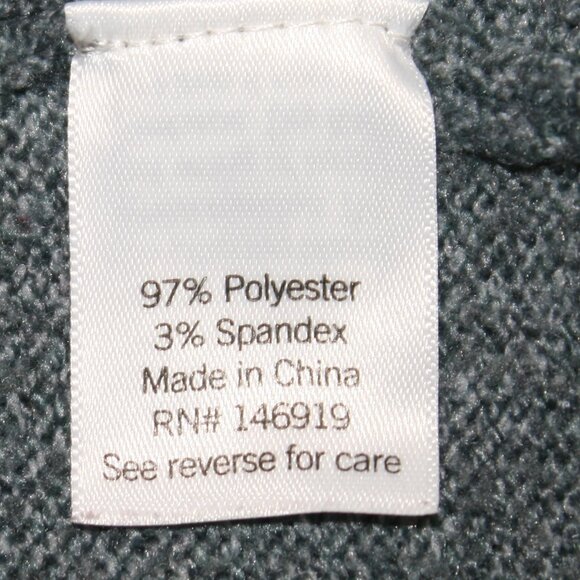 97% Polyester
3% Spandex
Made in China
RN# 146919
See reverse for care